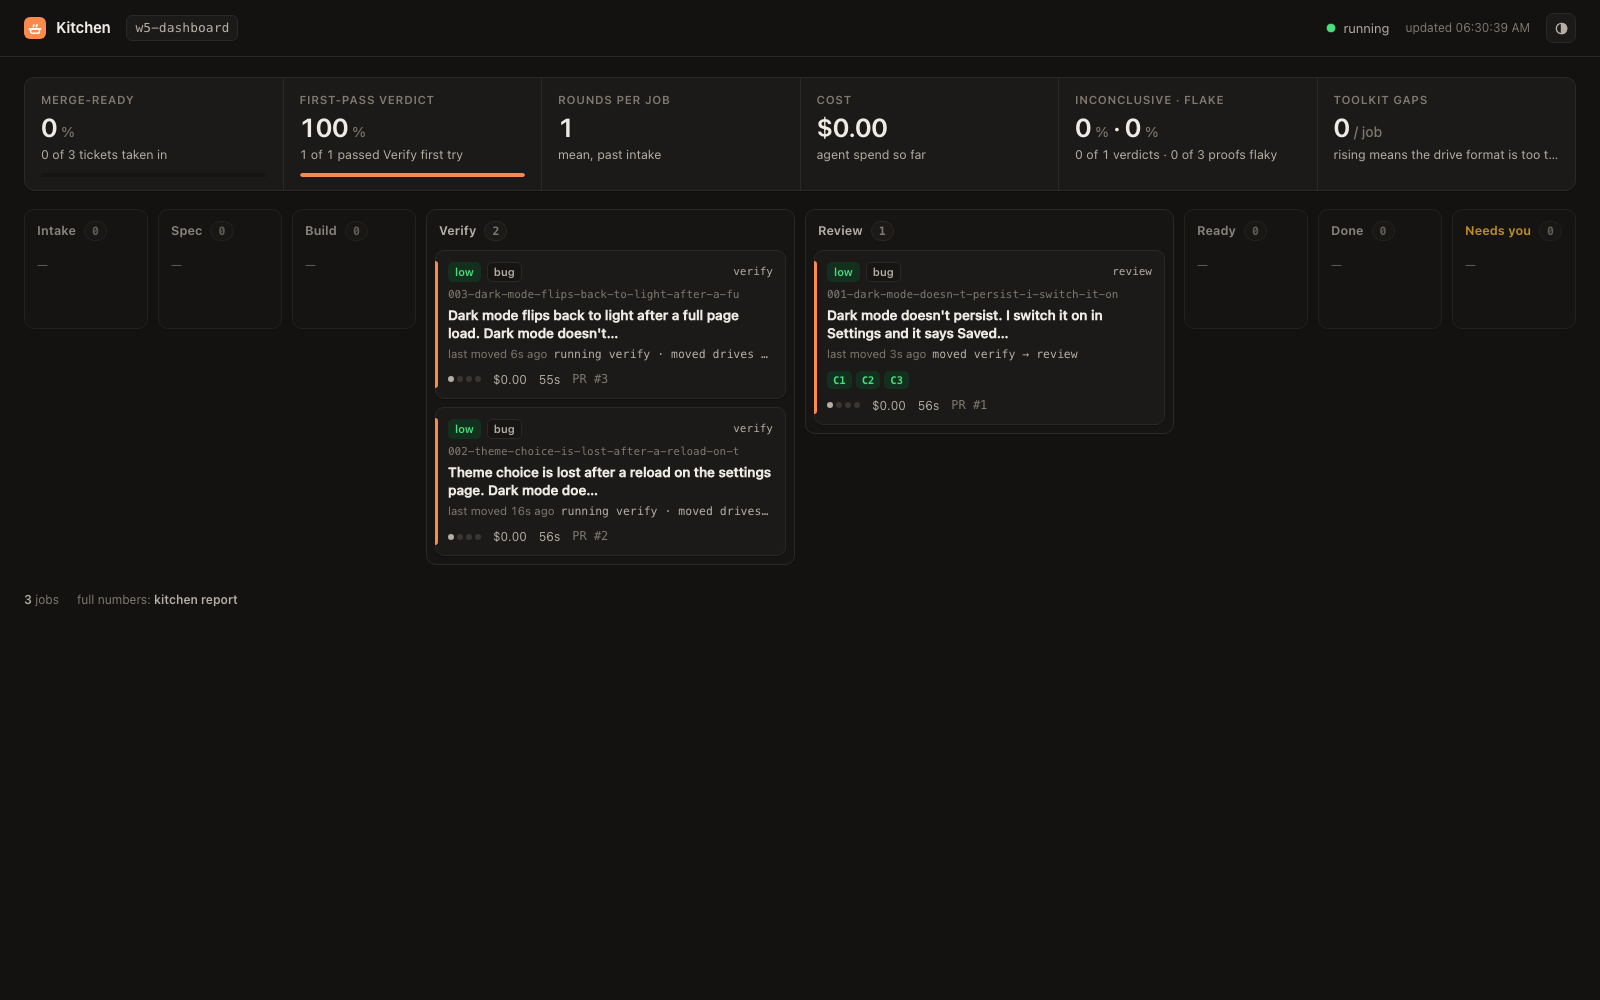 Kitchen
w5-dashboard
running
updated 06:30:39 AM
MERGE-READY
0 %
0 of 3 tickets taken in
FIRST-PASS VERDICT
100 %
1 of 1 passed Verify first try
ROUNDS PER JOB
1
mean, past intake
COST
$0.00
agent spend so far
INCONCLUSIVE · FLAKE
0 % · 0 %
0 of 1 verdicts · 0 of 3 proofs flaky
TOOLKIT GAPS
0 / job
rising means the drive format is too t…
Intake 0
—
Spec 0
—
Build 0
—
Verify 2
low bug verify
003-dark-mode-flips-back-to-light-after-a-fu
Dark mode flips back to light after a full page
load. Dark mode doesn't...
last moved 6s ago running verify · moved drives …
$0.00 55s PR #3
low bug verify
002-theme-choice-is-lost-after-a-reload-on-t
Theme choice is lost after a reload on the settings
page. Dark mode doe...
last moved 16s ago running verify · moved drives…
$0.00 56s PR #2
Review 1
low bug review
001-dark-mode-doesn-t-persist-i-switch-it-on
Dark mode doesn't persist. I switch it on in
Settings and it says Saved...
last moved 3s ago moved verify → review
C1 C2 C3
$0.00 56s PR #1
Ready 0
—
Done 0
—
Needs you 0
—
3 jobs full numbers: kitchen report